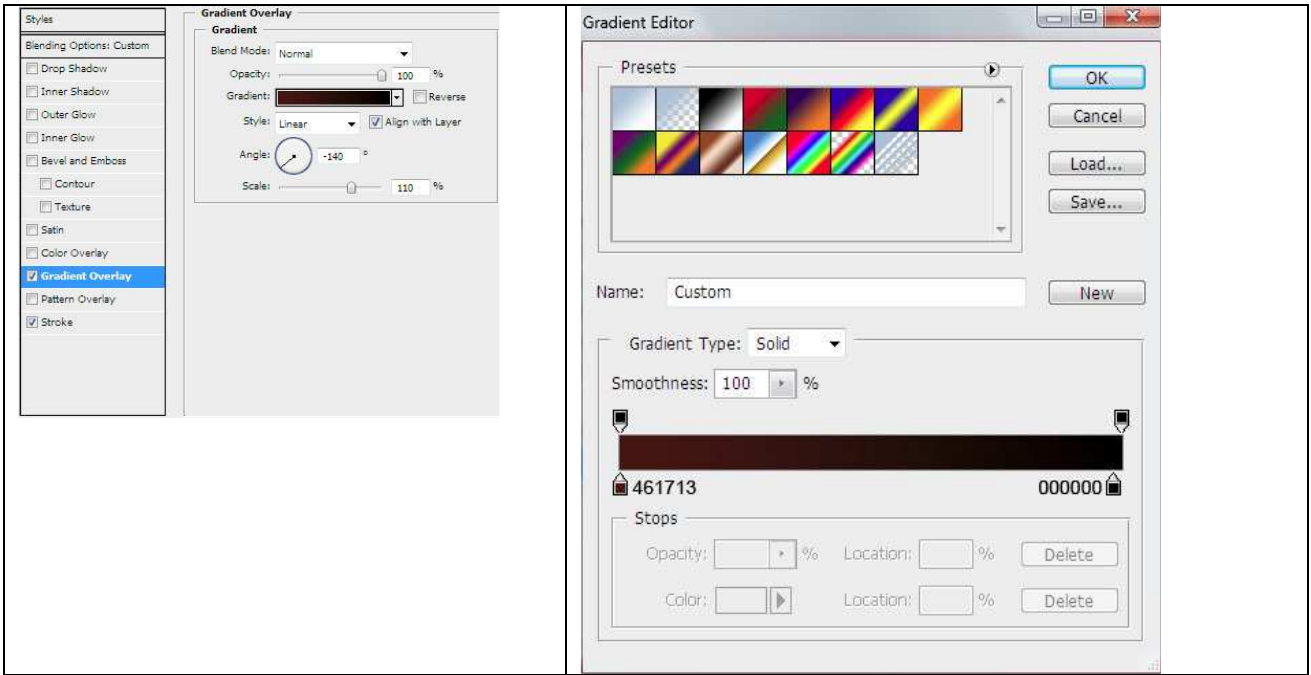 Styles
Blending Options: Custom
Drop Shadow
Inner Shadow
Outer Glow
Inner Glow
Bevel and Emboss
Contour
Texture
Satin
Color Overlay
Gradient Overlay
Pattern Overlay
Stroke
Gradient Overlay
Gradient
Blend Mode: Normal
Opacity: 100 %
Gradient: Reverse
Style: Linear Align with Layer
Angle: -140 °
Scale: 110 %
Gradient Editor
Presets
OK
Cancel
Load...
Save...
Name: Custom New
Gradient Type: Solid
Smoothness: 100 %
461713 000000
Stops
Opacity: % Location: % Delete
Color: Location: % Delete